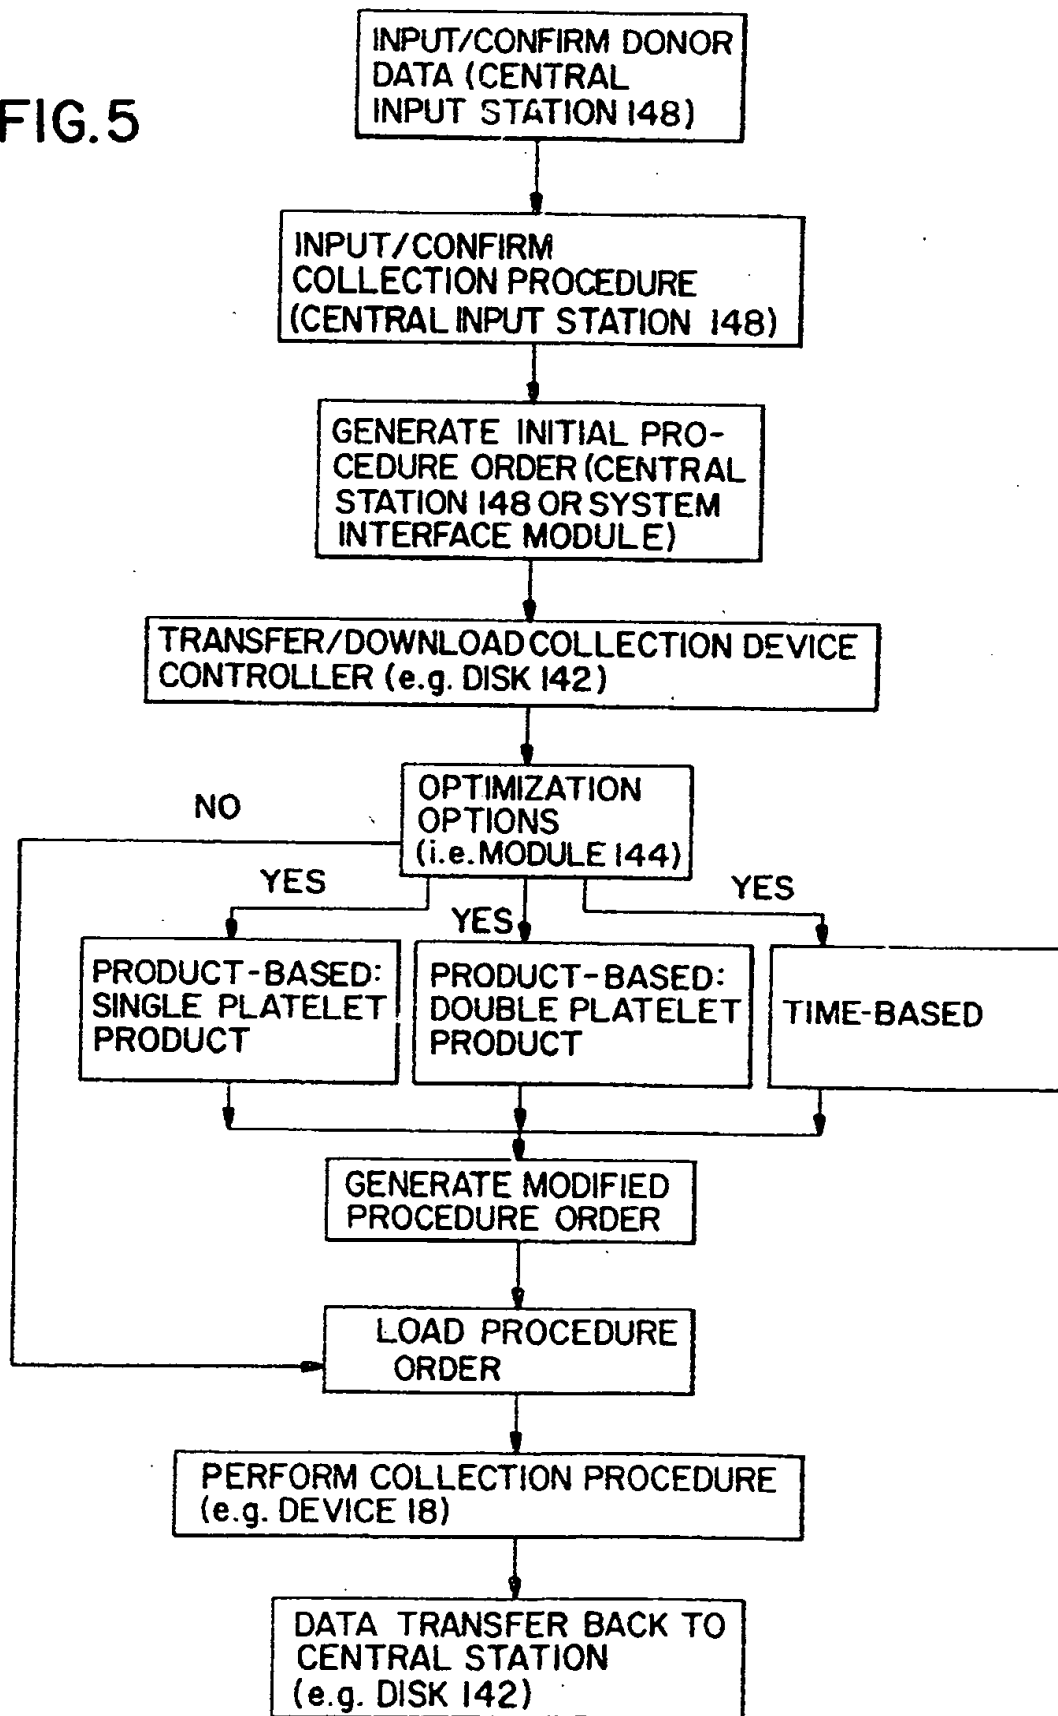 FIG.5
INPUT/CONFIRM DONOR
DATA (CENTRAL
INPUT STATION 148)
INPUT/CONFIRM
COLLECTION PROCEDURE
(CENTRAL INPUT STATION 148)
GENERATE INITIAL PRO-
CEDURE ORDER (CENTRAL
STATION 148 OR SYSTEM
INTERFACE MODULE)
TRANSFER/DOWNLOAD COLLECTION DEVICE
CONTROLLER (e.g. DISK 142)
OPTIMIZATION
OPTIONS
(i.e. MODULE 144)
NO
YES
YES
YES
PRODUCT-BASED:
SINGLE PLATELET
PRODUCT
PRODUCT-BASED:
DOUBLE PLATELET
PRODUCT
TIME-BASED
GENERATE MODIFIED
PROCEDURE ORDER
LOAD PROCEDURE
ORDER
PERFORM COLLECTION PROCEDURE
(e.g. DEVICE 18)
DATA TRANSFER BACK TO
CENTRAL STATION
(e.g. DISK 142)